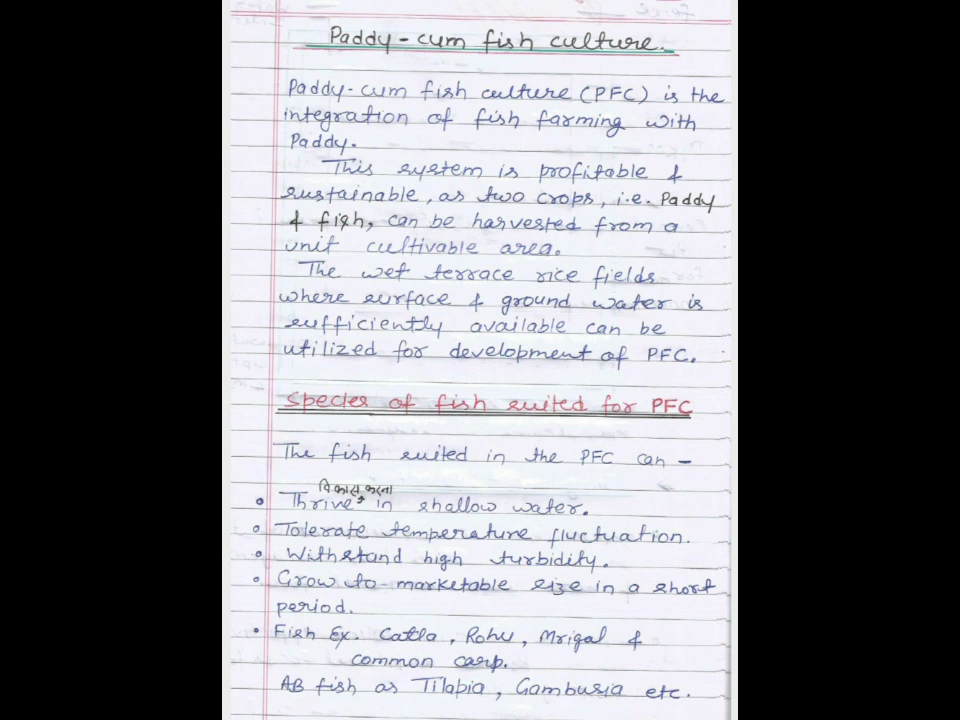 Paddy-cum fish culture.
Paddy-cum fish culture (PFC) is the
integration of fish farming with
Paddy.
This system is profitable &
sustainable, as two crops, i.e. Paddy
& fish, can be harvested from a
unit cultivable area.
The wet terrace rice fields
where surface & ground water is
sufficiently available can be
utilized for development of PFC.
Species of fish suited for PFC
The fish suited in the PFC can -
विकास करना
• Thrive in shallow water.
• Tolerate temperature fluctuation.
• Withstand high turbidity.
• Grow to marketable size in a short
period.
• Fish Ex. Catla, Rohu, Mrigal &
common carp.
AB fish as Tilapia, Gambusia etc.